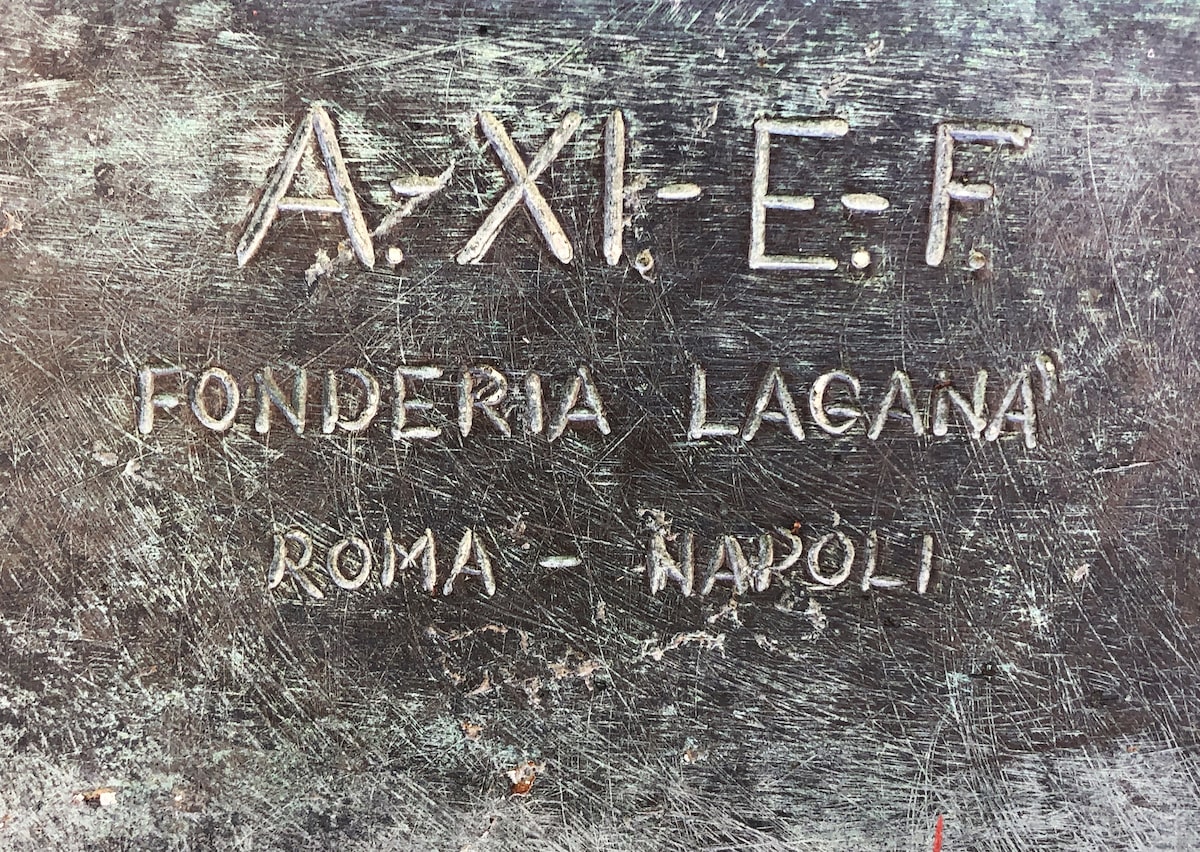 A.-XI.-E.-F.
FONDERIA LAGANA'
ROMA - NAPOLI